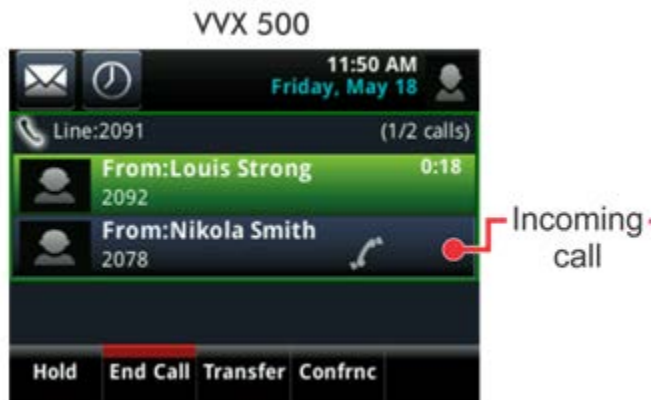 VVX 500
11:50 AM
Friday, May 18
Line:2091 (1/2 calls)
From:Louis Strong 0:18
2092
From:Nikola Smith
2078
Incoming
call
Hold End Call Transfer Confrnc